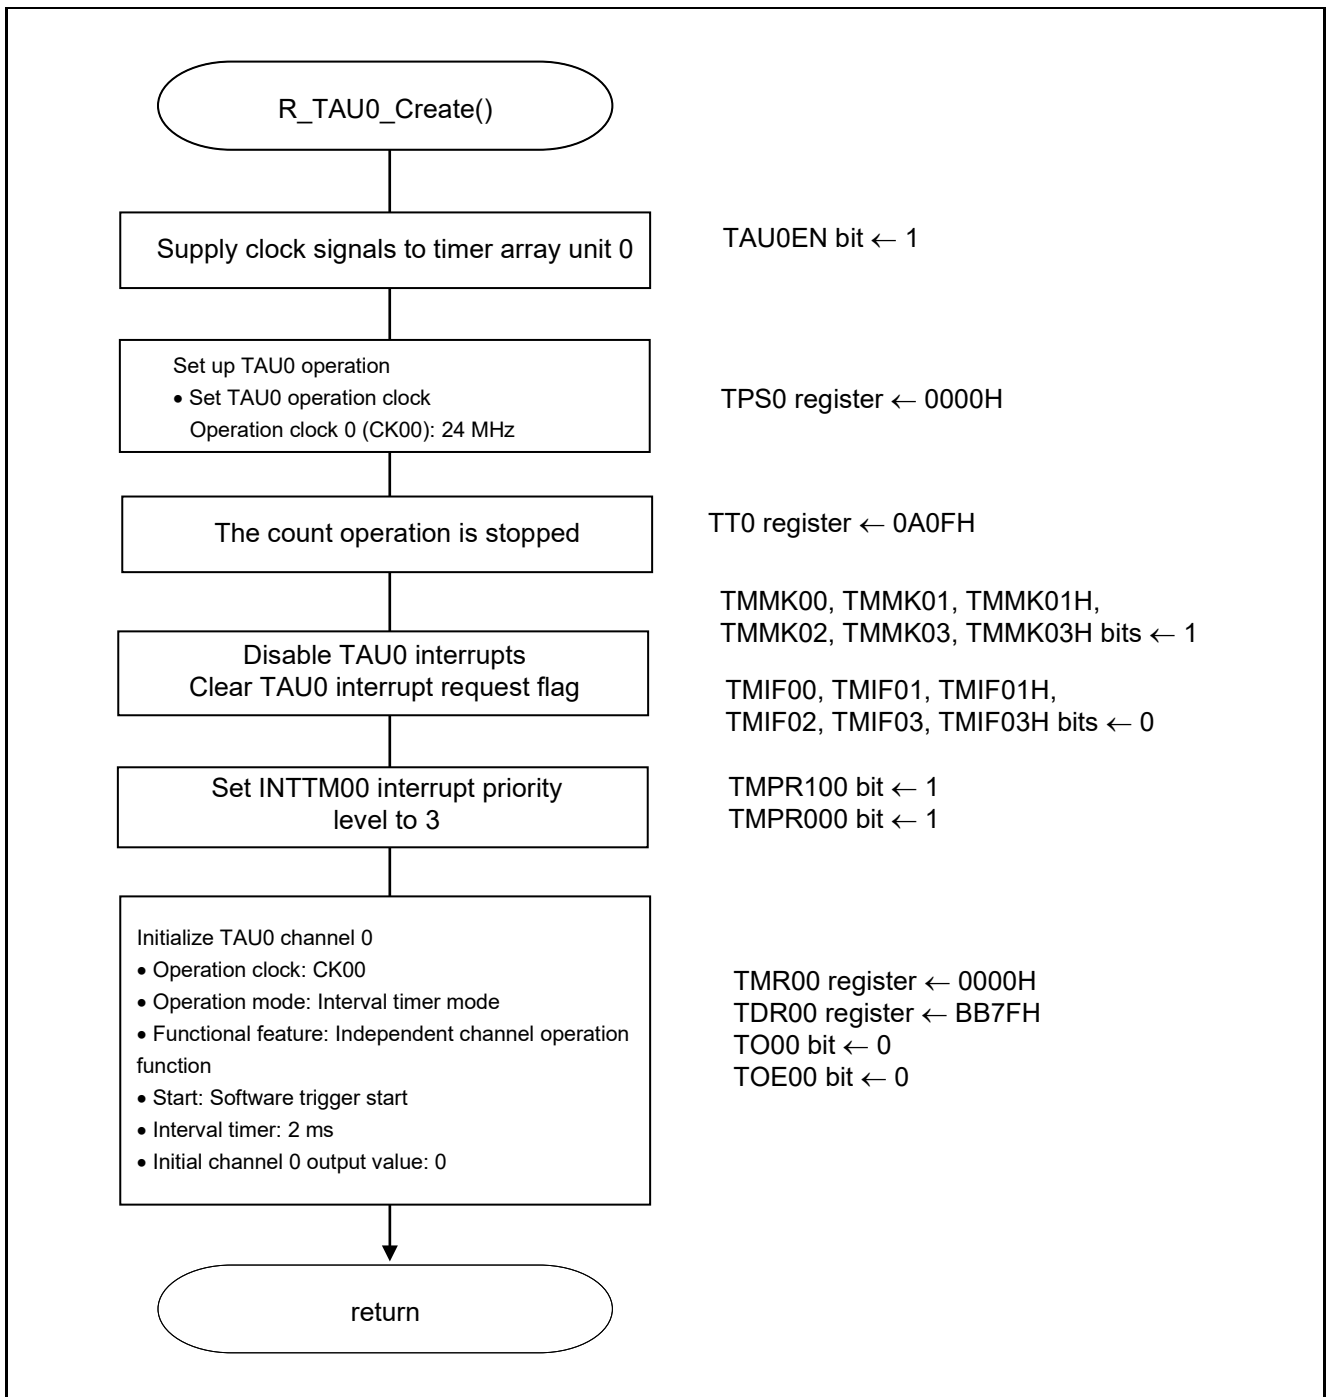 R_TAU0_Create()
Supply clock signals to timer array unit 0
TAU0EN bit ← 1
Set up TAU0 operation
• Set TAU0 operation clock
Operation clock 0 (CK00): 24 MHz
TPS0 register ← 0000H
The count operation is stopped
TT0 register ← 0A0FH
TMMK00, TMMK01, TMMK01H,
TMMK02, TMMK03, TMMK03H bits ← 1
Disable TAU0 interrupts
Clear TAU0 interrupt request flag
TMIF00, TMIF01, TMIF01H,
TMIF02, TMIF03, TMIF03H bits ← 0
Set INTTM00 interrupt priority
level to 3
TMPR100 bit ← 1
TMPR000 bit ← 1
Initialize TAU0 channel 0
• Operation clock: CK00
• Operation mode: Interval timer mode
• Functional feature: Independent channel operation
function
• Start: Software trigger start
• Interval timer: 2 ms
• Initial channel 0 output value: 0
TMR00 register ← 0000H
TDR00 register ← BB7FH
TO00 bit ← 0
TOE00 bit ← 0
return